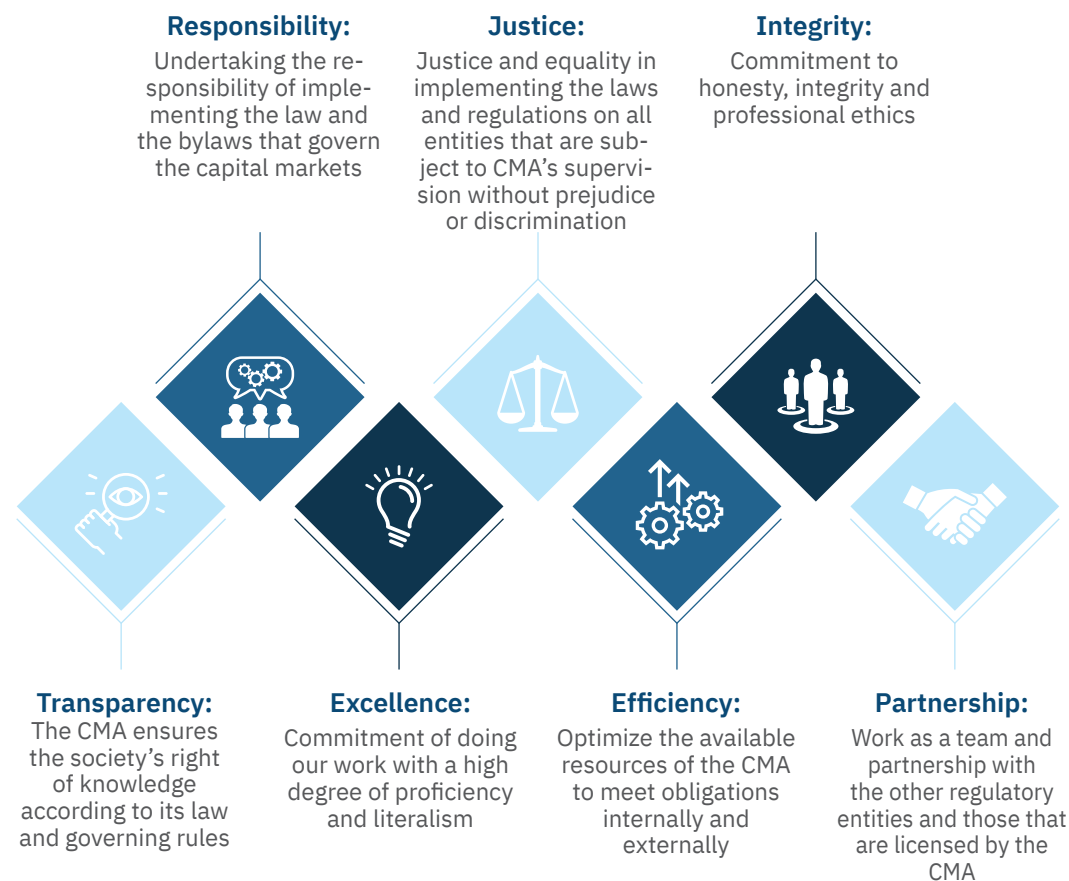 Responsibility:
Undertaking the re-
sponsibility of imple-
menting the law and
the bylaws that govern
the capital markets
Justice:
Justice and equality in
implementing the laws
and regulations on all
entities that are sub-
ject to CMA’s supervi-
sion without prejudice
or discrimination
Integrity:
Commitment to
honesty, integrity and
professional ethics
Transparency:
The CMA ensures
the society’s right
of knowledge
according to its law
and governing rules
Excellence:
Commitment of doing
our work with a high
degree of proficiency
and literalism
Efficiency:
Optimize the available
resources of the CMA
to meet obligations
internally and
externally
Partnership:
Work as a team and
partnership with
the other regulatory
entities and those that
are licensed by the
CMA